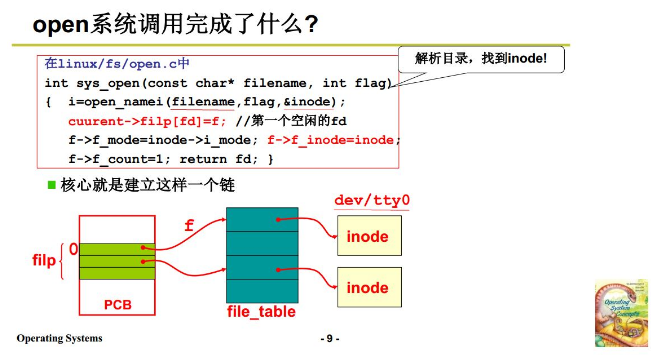 open系统调用完成了什么?
解析目录，找到inode!
在linux/fs/open.c中
int sys_open(const char* filename, int flag)
{ i=open_namei(filename,flag,&inode);
cuurent->filp[fd]=f; //第一个空闲的fd
f->f_mode=inode->i_mode; f->f_inode=inode;
f->f_count=1; return fd; }
核心就是建立这样一个链
dev/tty0
f
0
inode
filp
inode
PCB
file_table
Operating System Concepts
Operating Systems
- 9 -